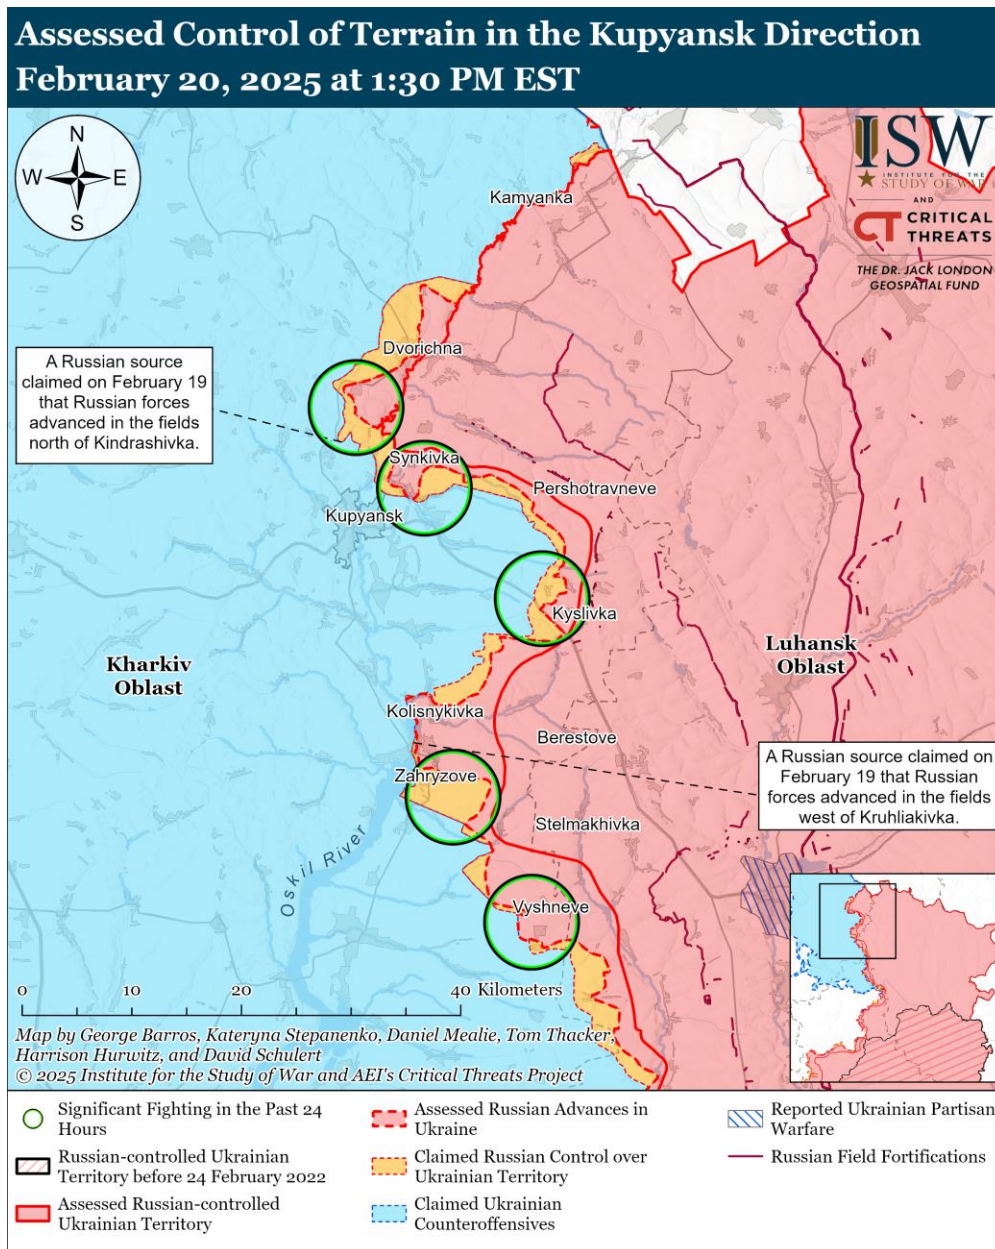 Assessed Control of Terrain in the Kupyansk Direction
February 20, 2025 at 1:30 PM EST
N
W E
S
ISW
INSTITUTE FOR THE
STUDY OF WAR
AND
CT CRITICAL
THREATS
THE DR. JACK LONDON
GEOSPATIAL FUND
Kamyanka
Dvorichna
A Russian source
claimed on February 19
that Russian forces
advanced in the fields
north of Kindrashivka.
Synkivka
Pershotravneve
Kupyansk
Kyslivka
Kharkiv
Oblast
Luhansk
Oblast
Kolisnykivka
Berestove
Zahryzove
A Russian source claimed on
February 19 that Russian
forces advanced in the fields
west of Kruhliakivka.
Stelmakhivka
Oskil River
Vyshneve
0 10 20 40 Kilometers
Map by George Barros, Kateryna Stepanenko, Daniel Mealie, Tom Thacker,
Harrison Hurwitz, and David Schulert
© 2025 Institute for the Study of War and AEI's Critical Threats Project
Significant Fighting in the Past 24
Hours
Russian-controlled Ukrainian
Territory before 24 February 2022
Assessed Russian-controlled
Ukrainian Territory
Assessed Russian Advances in
Ukraine
Claimed Russian Control over
Ukrainian Territory
Claimed Ukrainian
Counteroffensives
Reported Ukrainian Partisan
Warfare
Russian Field Fortifications